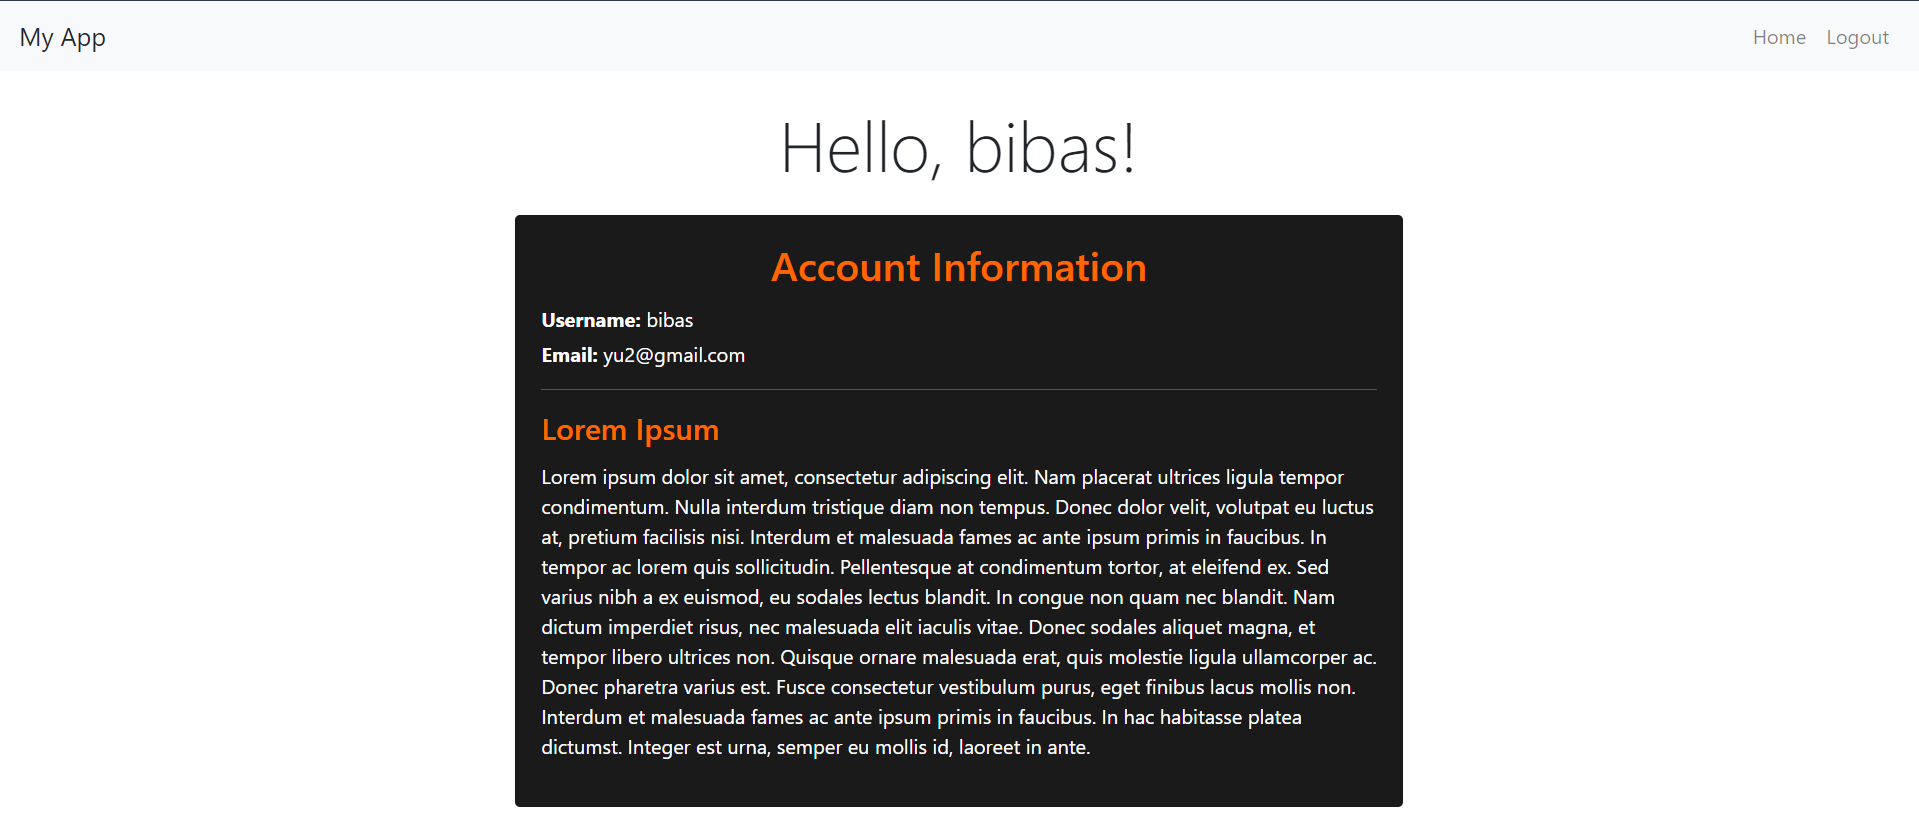 My App
Home Logout
Hello, bibas!
Account Information
Username: bibas
Email: yu2@gmail.com
Lorem Ipsum
Lorem ipsum dolor sit amet, consectetur adipiscing elit. Nam placerat ultrices ligula tempor
condimentum. Nulla interdum tristique diam non tempus. Donec dolor velit, volutpat eu luctus
at, pretium facilisis nisi. Interdum et malesuada fames ac ante ipsum primis in faucibus. In
tempor ac lorem quis sollicitudin. Pellentesque at condimentum tortor, at eleifend ex. Sed
varius nibh a ex euismod, eu sodales lectus blandit. In congue non quam nec blandit. Nam
dictum imperdiet risus, nec malesuada elit iaculis vitae. Donec sodales aliquet magna, et
tempor libero ultrices non. Quisque ornare malesuada erat, quis molestie ligula ullamcorper ac.
Donec pharetra varius est. Fusce consectetur vestibulum purus, eget finibus lacus mollis non.
Interdum et malesuada fames ac ante ipsum primis in faucibus. In hac habitasse platea
dictumst. Integer est urna, semper eu mollis id, laoreet in ante.